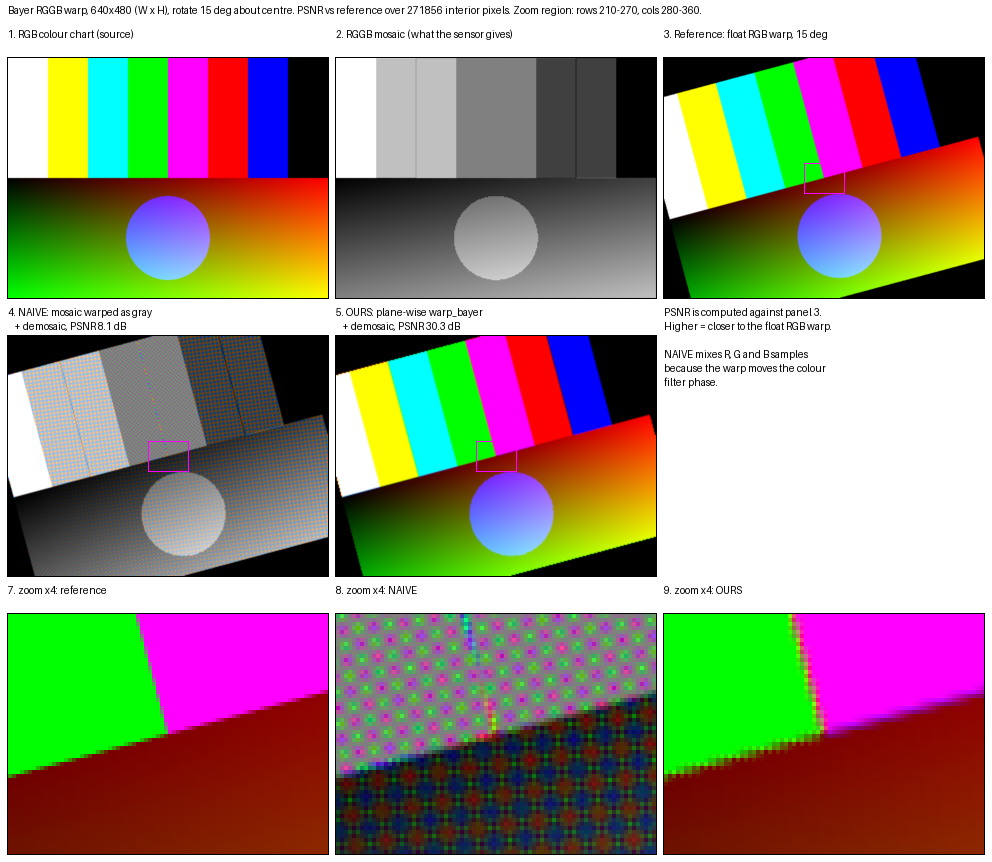 Bayer RGGB warp, 640x480 (W x H), rotate 15 deg about centre. PSNR vs reference over 271856 interior pixels. Zoom region: rows 210-270, cols 280-360.
1. RGB colour chart (source)
2. RGGB mosaic (what the sensor gives)
3. Reference: float RGB warp, 15 deg
4. NAIVE: mosaic warped as gray
+ demosaic, PSNR 8.1 dB
5. OURS: plane-wise warp_bayer
+ demosaic, PSNR 30.3 dB
PSNR is computed against panel 3.
Higher = closer to the float RGB warp.
NAIVE mixes R, G and B samples
because the warp moves the colour
filter phase.
7. zoom x4: reference
8. zoom x4: NAIVE
9. zoom x4: OURS